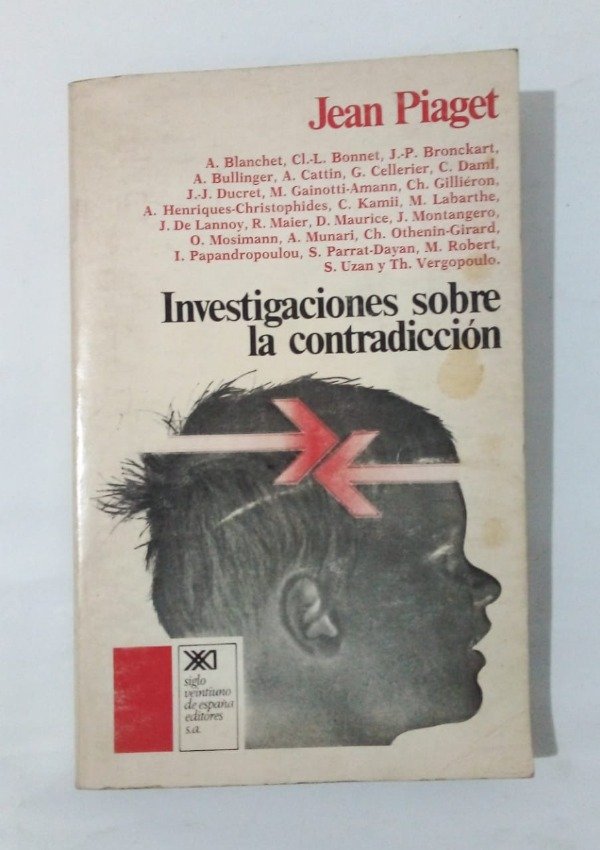 Jean Piaget
A. Blanchet, Cl.-L. Bonnet, J.-P. Bronckart,
A. Bullinger, A. Cattin, G. Cellerier, C. Dami,
J.-J. Ducret, M. Gainotti-Amann, Ch. Gilliéron,
A. Henriques-Christophides, C. Kamii, M. Labarthe,
J. De Lannoy, R. Maier, D. Maurice, J. Montangero,
O. Mosimann, A. Munari, Ch. Othenin-Girard,
I. Papandropoulou, S. Parrat-Dayan, M. Robert,
S. Uzan y Th. Vergopoulo.
Investigaciones sobre
la contradicción
siglo
veintiuno
de españa
editores
s.a.